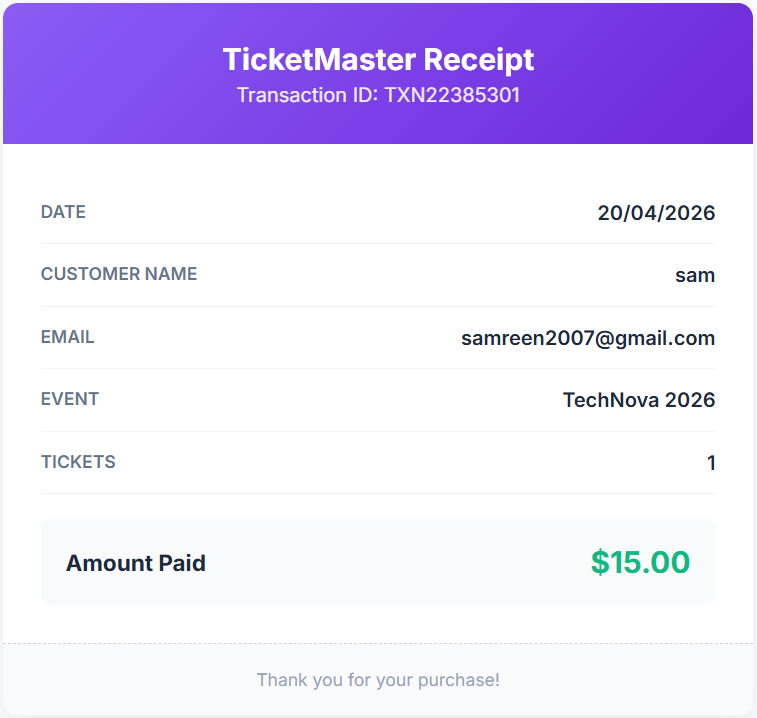 TicketMaster Receipt
Transaction ID: TXN22385301
DATE 20/04/2026
CUSTOMER NAME sam
EMAIL samreen2007@gmail.com
EVENT TechNova 2026
TICKETS 1
Amount Paid $15.00
Thank you for your purchase!